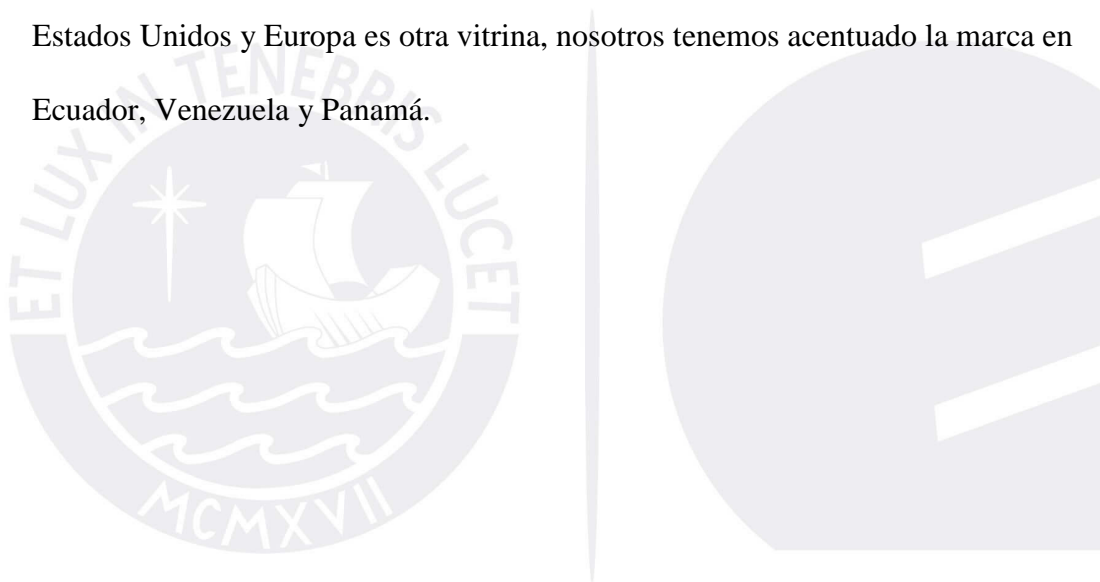 Estados Unidos y Europa es otra vitrina, nosotros tenemos acentuado la marca en
Ecuador, Venezuela y Panamá.
ET LUX IN TENEBRIS LUCET
MCMXVII